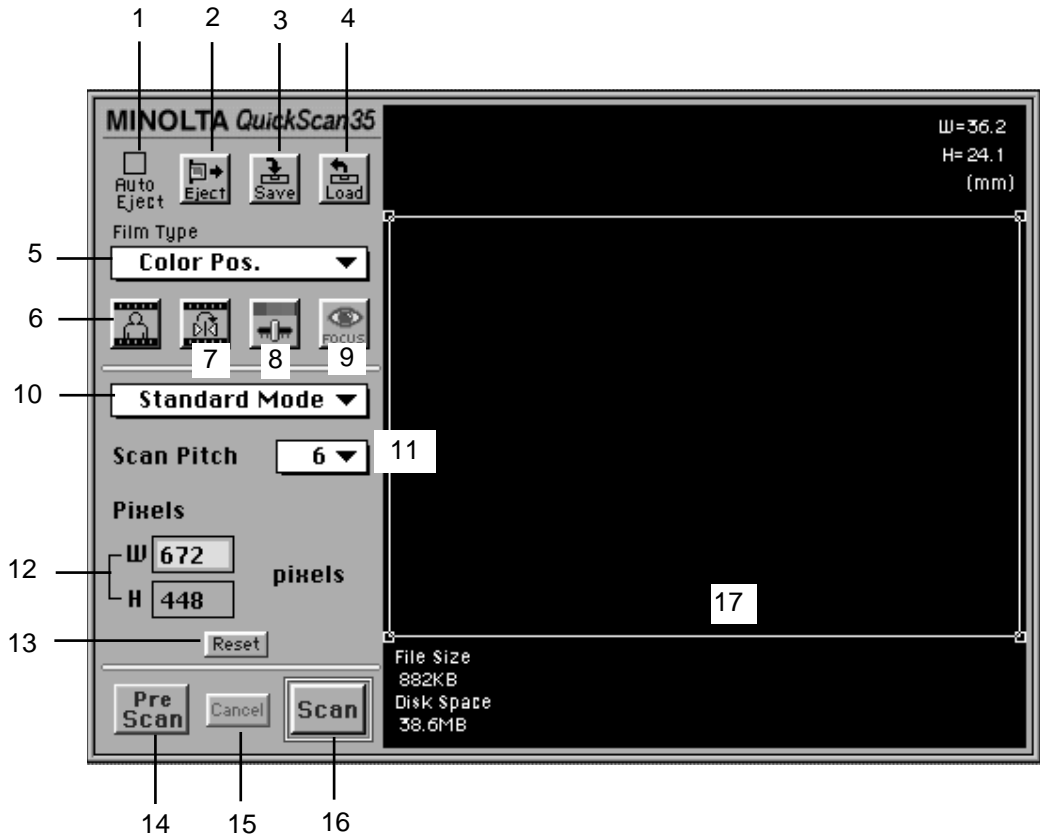 1 2 3 4
MINOLTA QuickScan35
W=36.2
H=24.1
(mm)
Auto Eject
Eject
Save
Load
Film Type
5
Color Pos.
6
FOCUS
7 8 9
10
Standard Mode
Scan Pitch
6
11
Pixels
12
W 672
H 448
pixels
17
13
Reset
File Size
882KB
Disk Space
38.6MB
Pre Scan
Cancel
Scan
14 15 16